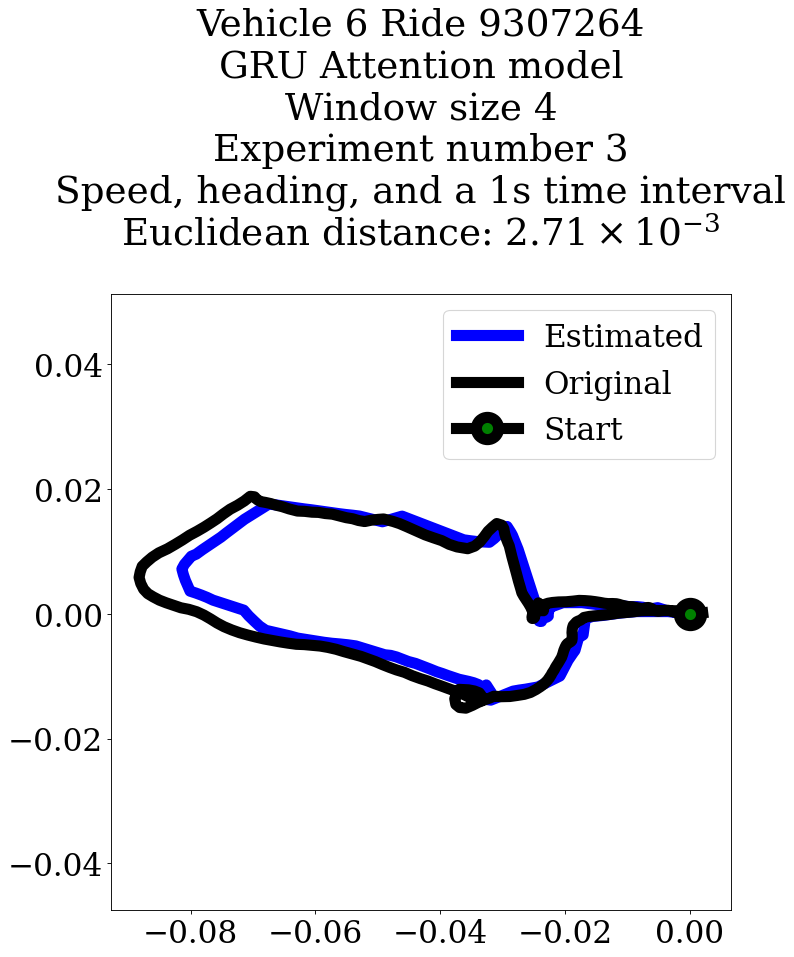 Vehicle 6 Ride 9307264
GRU Attention model
Window size 4
Experiment number 3
Speed, heading, and a 1s time interval
Euclidean distance: 2.71 × 10⁻³
Estimated
Original
Start
0.04
0.02
0.00
−0.02
−0.04
−0.08 −0.06 −0.04 −0.02 0.00